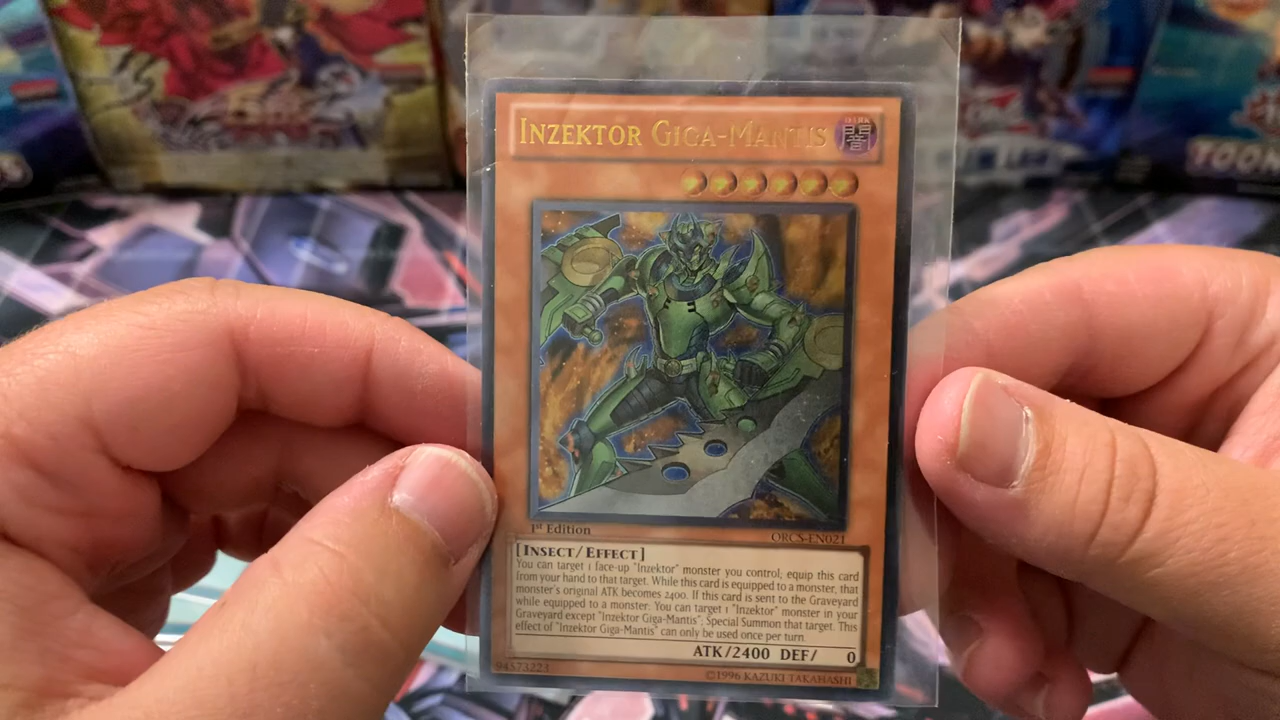 INZEKTOR GIGA-MANTIS
DARK
闇
1st Edition
ORCS-EN021
[INSECT/EFFECT]
You can target 1 face-up "Inzektor" monster you control; equip this card
from your hand to that target. While this card is equipped to a monster, that
monster's original ATK becomes 2400. If this card is sent to the Graveyard
while equipped to a monster: You can target 1 "Inzektor" monster in your
Graveyard except "Inzektor Giga-Mantis"; Special Summon that target. This
effect of "Inzektor Giga-Mantis" can only be used once per turn.
ATK/2400 DEF/ 0
94573223
©1996 KAZUKI TAKAHASHI
TOON